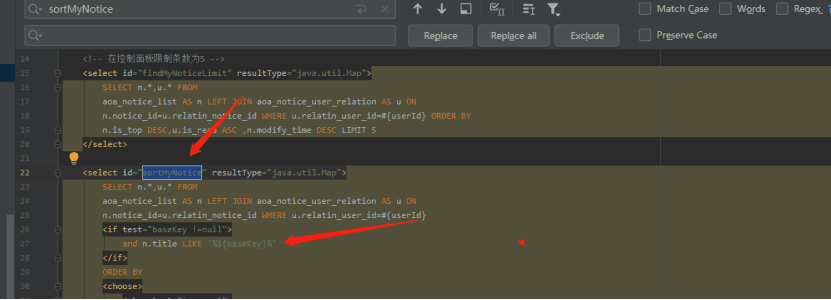 sortMyNotice
Match Case Words Regex
Replace Replace all Exclude Preserve Case
14 <!-- 在控制面板限制条数为5 -->
15 <select id="findMyNoticeLimit" resultType="java.util.Map">
16 SELECT n.*,u.* FROM
17 aoa_notice_list AS n LEFT JOIN aoa_notice_user_relation AS u ON
18 n.notice_id=u.relatin_notice_id WHERE u.relatin_user_id=#{userId} ORDER BY
19 n.is_top DESC,u.is_read ASC ,n.modify_time DESC LIMIT 5
20 </select>
21
22 <select id="sortMyNotice" resultType="java.util.Map">
23 SELECT n.*,u.* FROM
24 aoa_notice_list AS n LEFT JOIN aoa_notice_user_relation AS u ON
25 n.notice_id=u.relatin_notice_id WHERE u.relatin_user_id=#{userId}
26 <if test="baseKey !=null">
27 and n.title LIKE '%${baseKey}%'
28 </if>
29 ORDER BY
30 <choose>